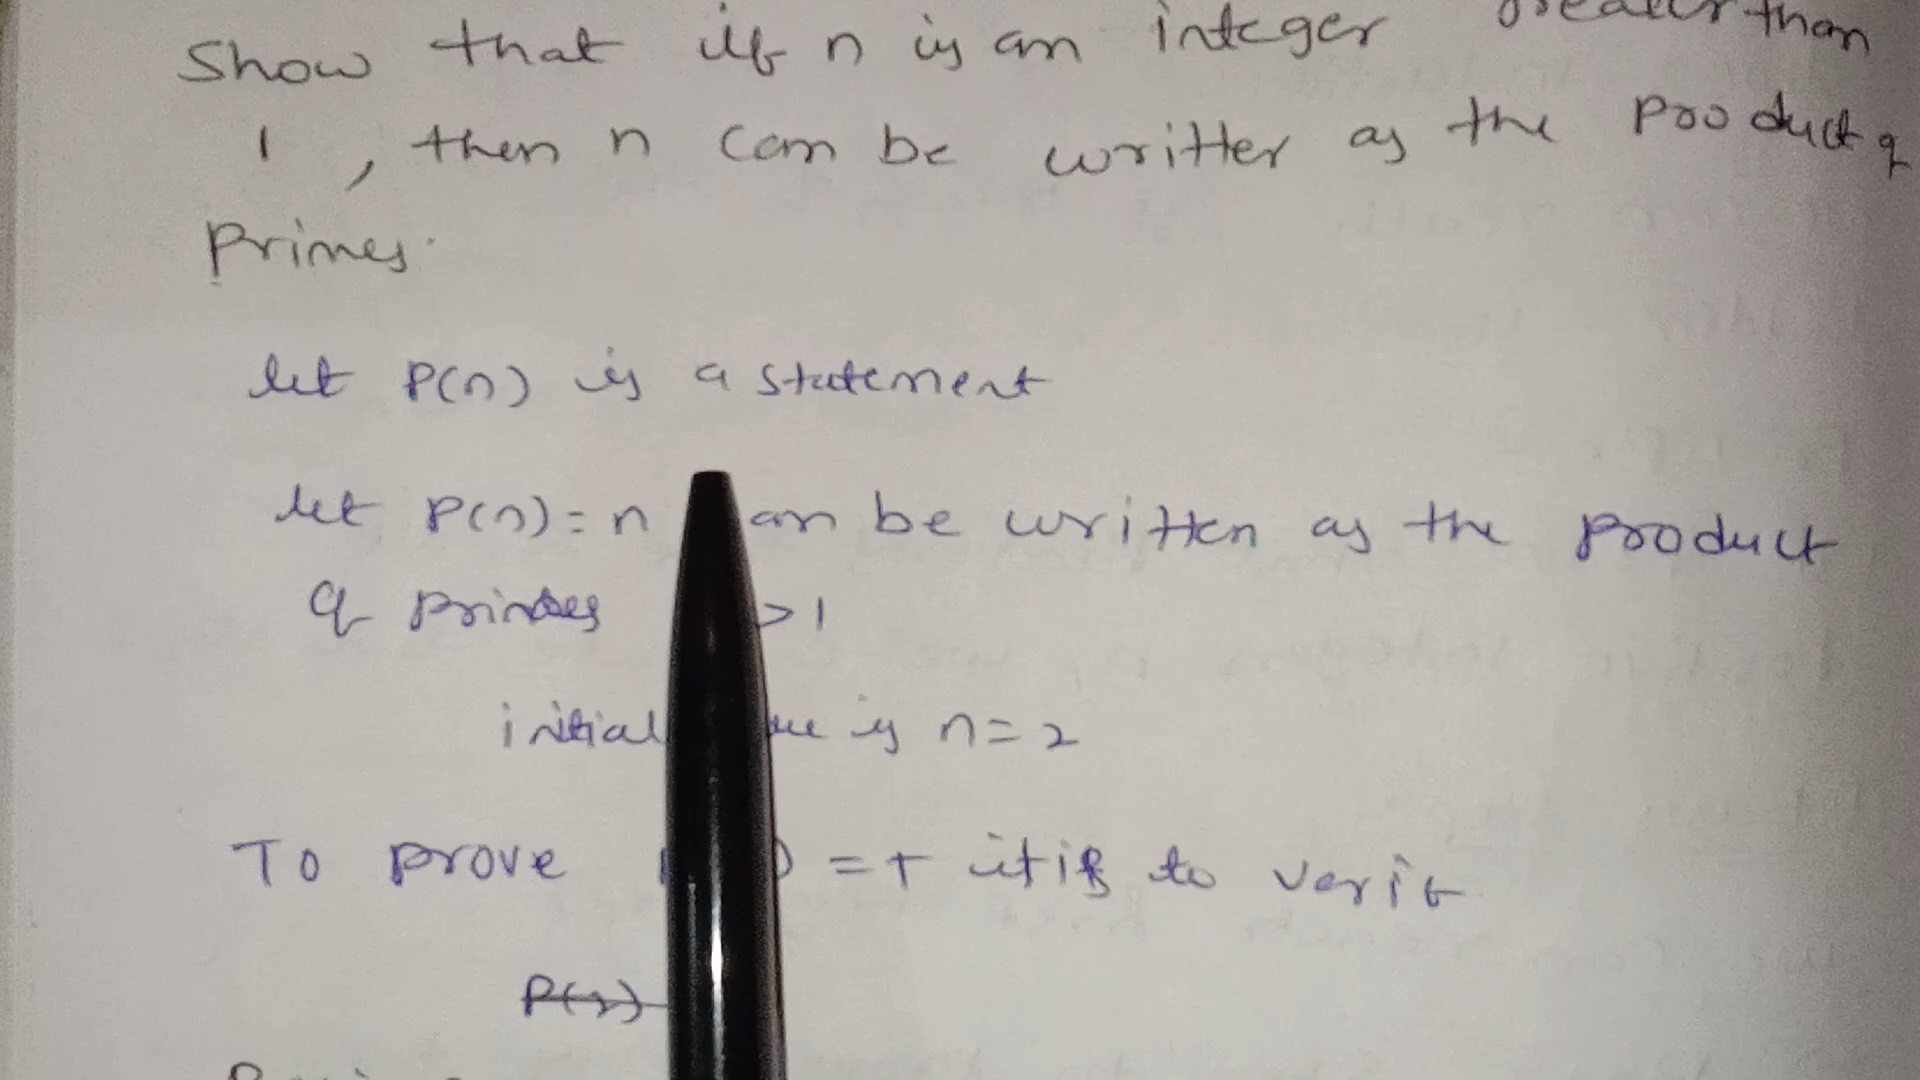 Show that if n is an integer greater than
1, then n can be writter as the product of
primes.
let P(n) is a statement
let P(n) = n can be written as the product
of primes >1
initial is n=2
To prove = T it is to verif
P(2)